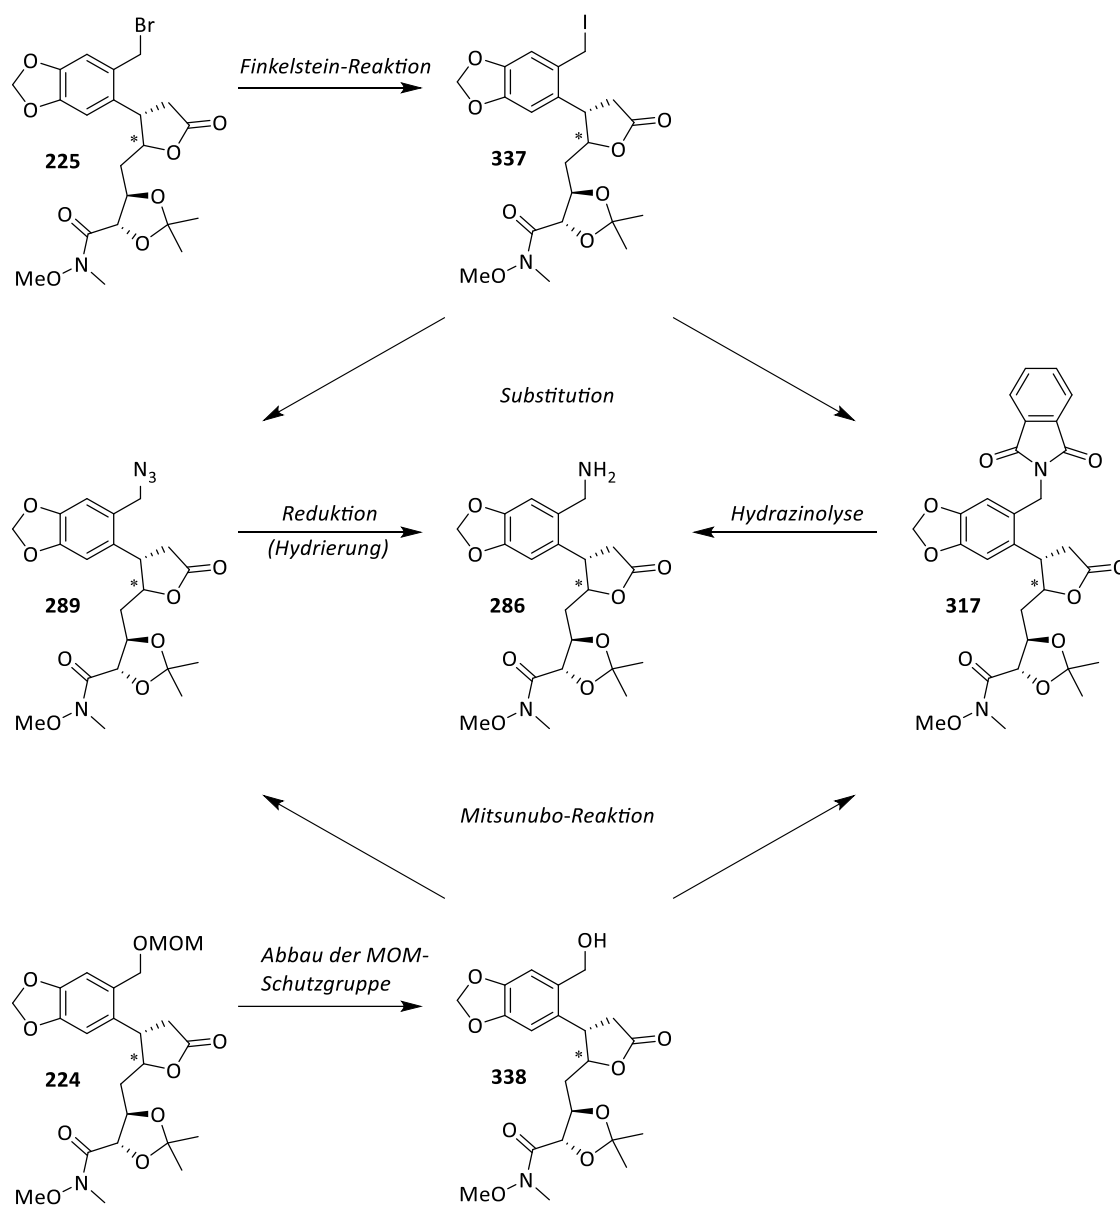 Br
I
Finkelstein-Reaktion
O
O
O
O
O
O
*
*
O
O
225
337
O
O
O
O
O
O
N
N
MeO
MeO
Substitution
O
O
N
N3
NH2
Reduktion
(Hydrierung)
Hydrazinolyse
O
O
O
O
O
O
O
O
O
*
*
*
O
O
O
289
286
317
O
O
O
O
O
O
O
O
O
N
N
N
MeO
MeO
MeO
Mitsunubo-Reaktion
OMOM
OH
Abbau der MOM-
Schutzgruppe
O
O
O
O
O
O
*
*
O
O
224
338
O
O
O
O
O
O
N
N
MeO
MeO